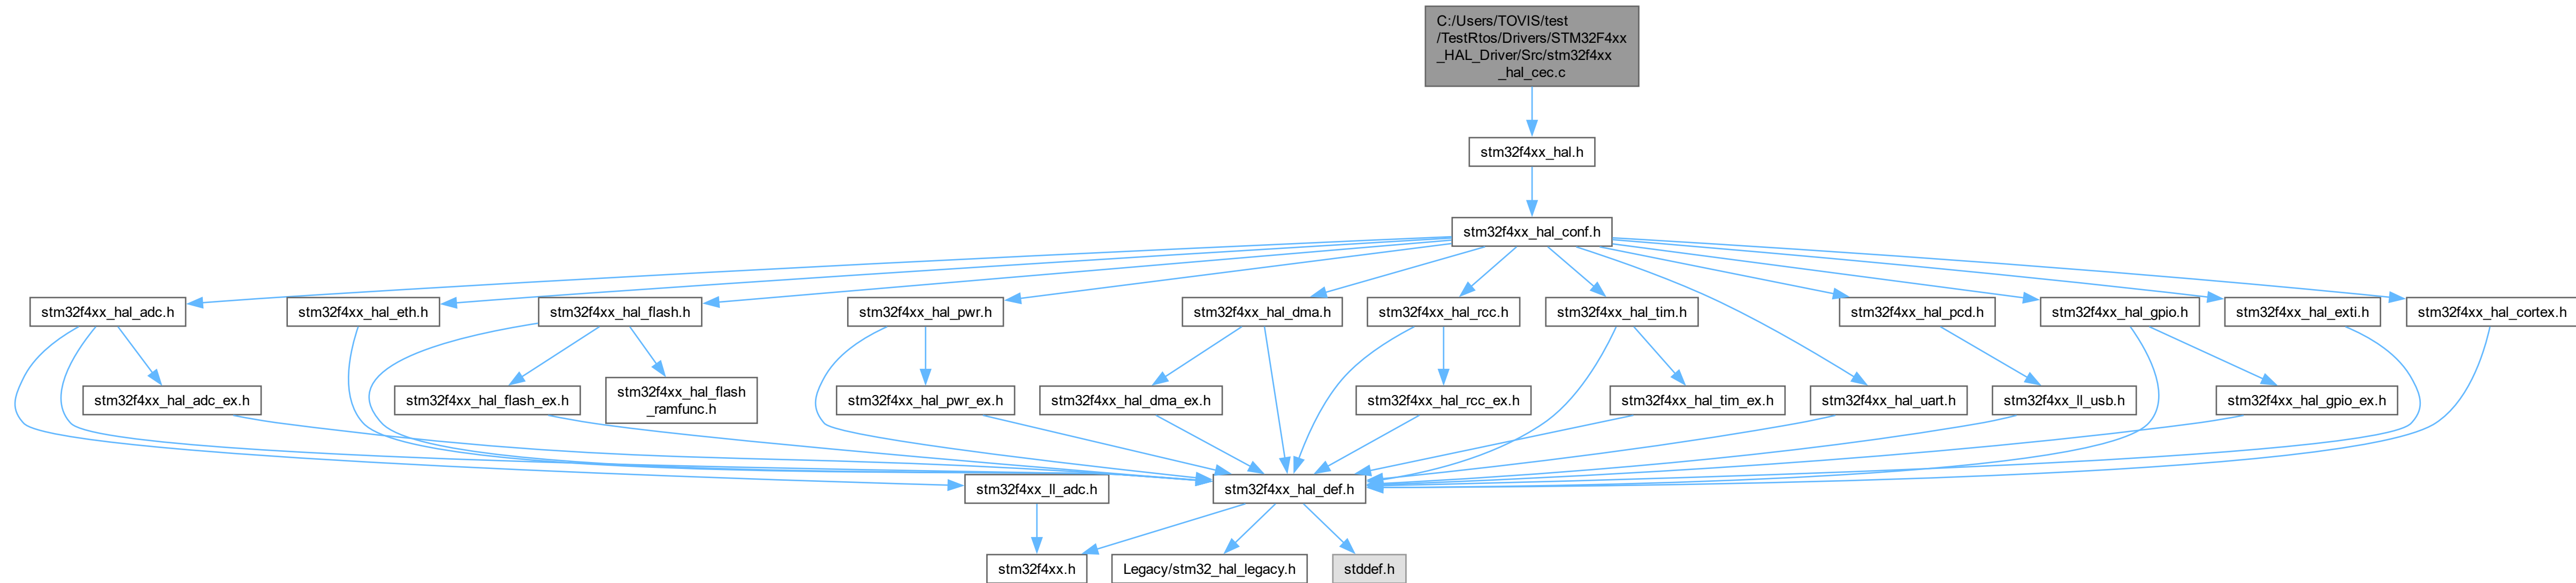 C:/Users/TOVIS/test
/TestRtos/Drivers/STM32F4xx
_HAL_Driver/Src/stm32f4xx
_hal_cec.c
stm32f4xx_hal.h
stm32f4xx_hal_conf.h
stm32f4xx_hal_adc.h
stm32f4xx_hal_eth.h
stm32f4xx_hal_flash.h
stm32f4xx_hal_pwr.h
stm32f4xx_hal_dma.h
stm32f4xx_hal_rcc.h
stm32f4xx_hal_tim.h
stm32f4xx_hal_pcd.h
stm32f4xx_hal_gpio.h
stm32f4xx_hal_exti.h
stm32f4xx_hal_cortex.h
stm32f4xx_hal_adc_ex.h
stm32f4xx_hal_flash_ex.h
stm32f4xx_hal_flash
_ramfunc.h
stm32f4xx_hal_pwr_ex.h
stm32f4xx_hal_dma_ex.h
stm32f4xx_hal_rcc_ex.h
stm32f4xx_hal_tim_ex.h
stm32f4xx_hal_uart.h
stm32f4xx_ll_usb.h
stm32f4xx_hal_gpio_ex.h
stm32f4xx_ll_adc.h
stm32f4xx_hal_def.h
stm32f4xx.h
Legacy/stm32_hal_legacy.h
stddef.h